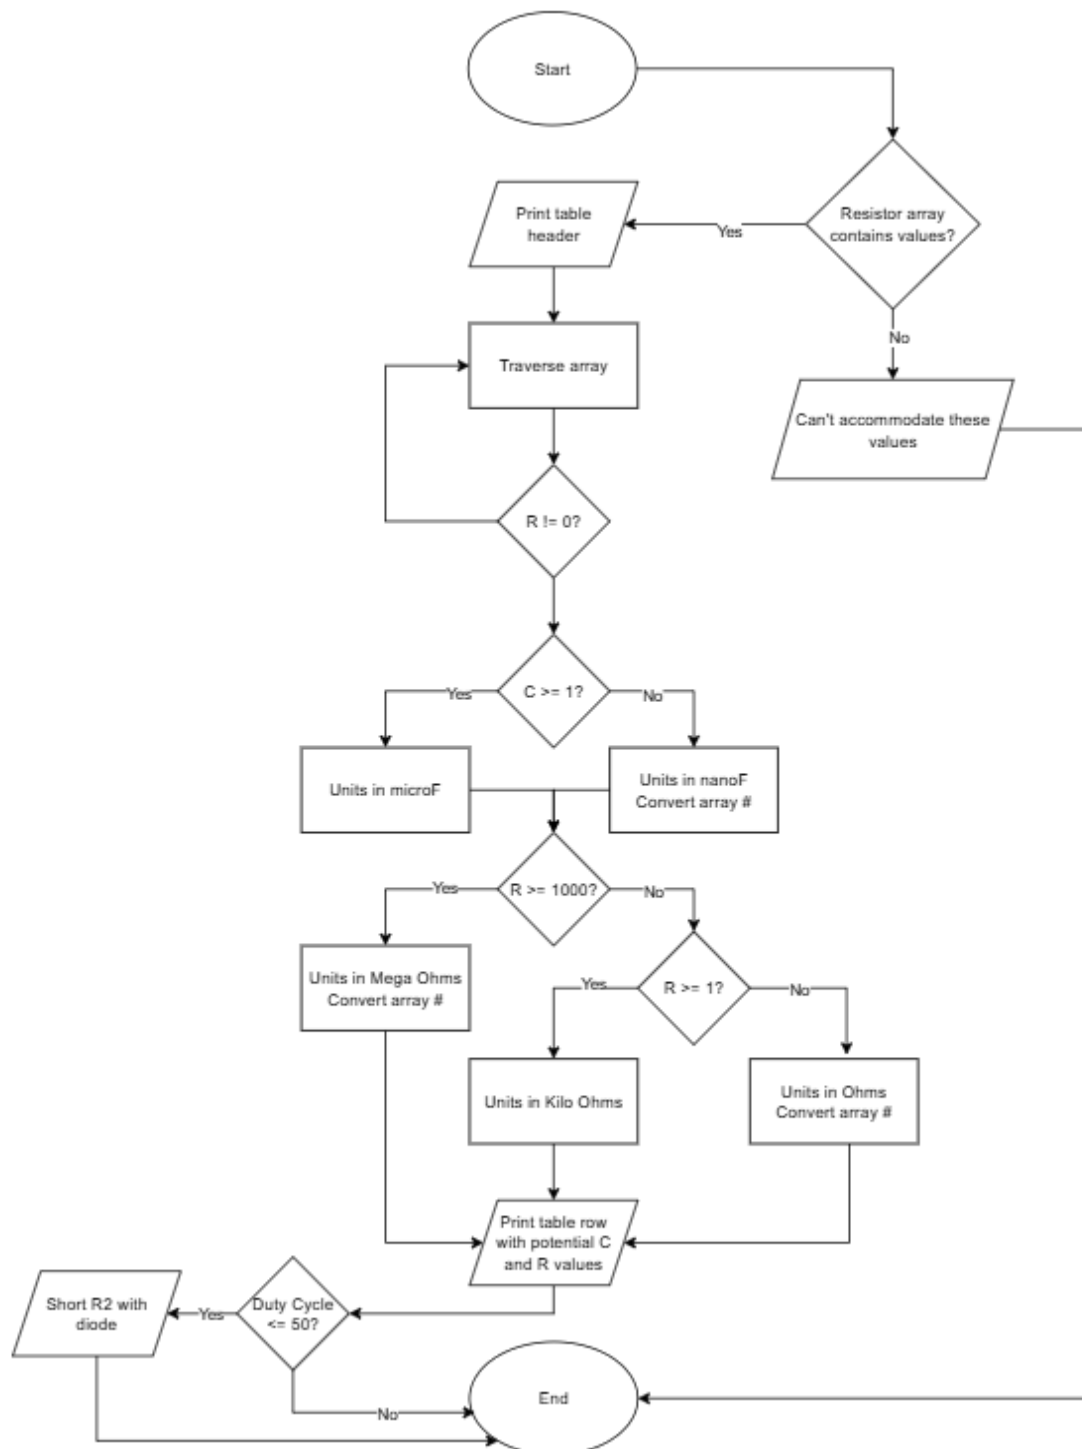 Start
Resistor array
contains values?
Yes
Print table
header
No
Can't accommodate these
values
Traverse array
R != 0?
C >= 1?
Yes
No
Units in microF
Units in nanoF
Convert array #
R >= 1000?
Yes
No
Units in Mega Ohms
Convert array #
R >= 1?
Yes
No
Units in Kilo Ohms
Units in Ohms
Convert array #
Print table row
with potential C
and R values
Duty Cycle
<= 50?
Yes
Short R2 with
diode
No
End